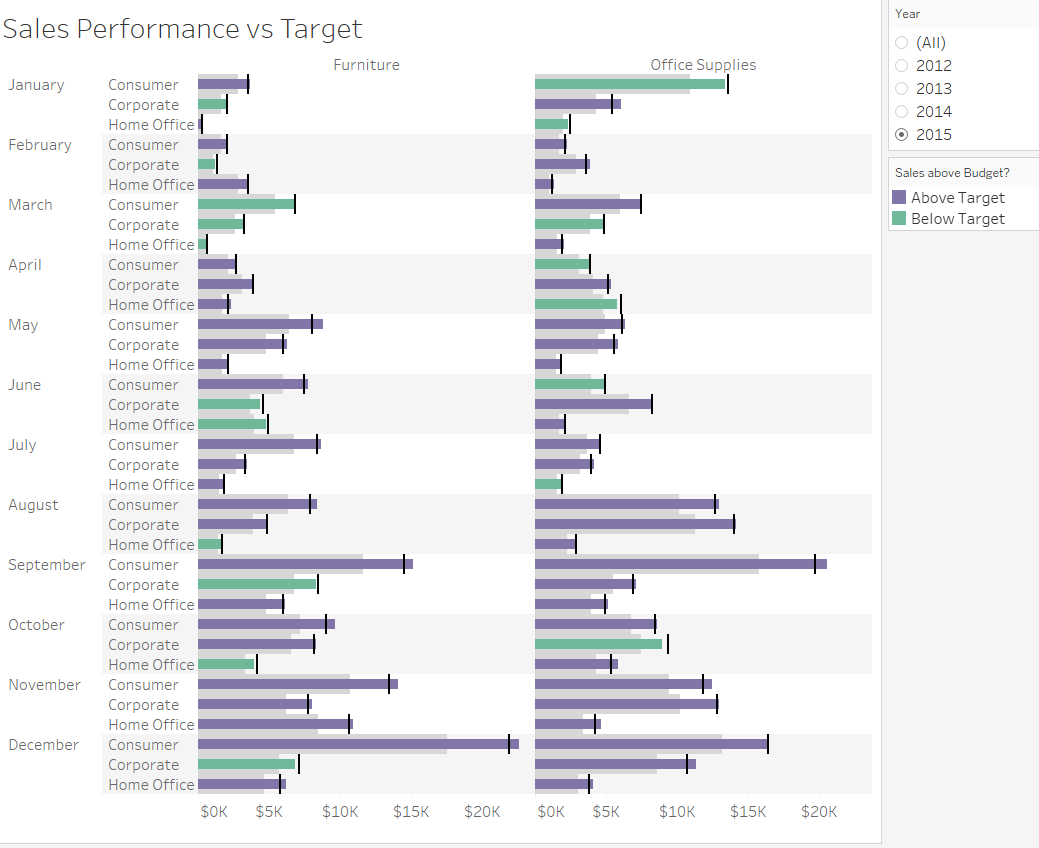 Sales Performance vs Target
Furniture Office Supplies
January Consumer
Corporate
Home Office
February Consumer
Corporate
Home Office
March Consumer
Corporate
Home Office
April Consumer
Corporate
Home Office
May Consumer
Corporate
Home Office
June Consumer
Corporate
Home Office
July Consumer
Corporate
Home Office
August Consumer
Corporate
Home Office
September Consumer
Corporate
Home Office
October Consumer
Corporate
Home Office
November Consumer
Corporate
Home Office
December Consumer
Corporate
Home Office
$0K $5K $10K $15K $20K $0K $5K $10K $15K $20K
Year
(All)
2012
2013
2014
2015
Sales above Budget?
Above Target
Below Target